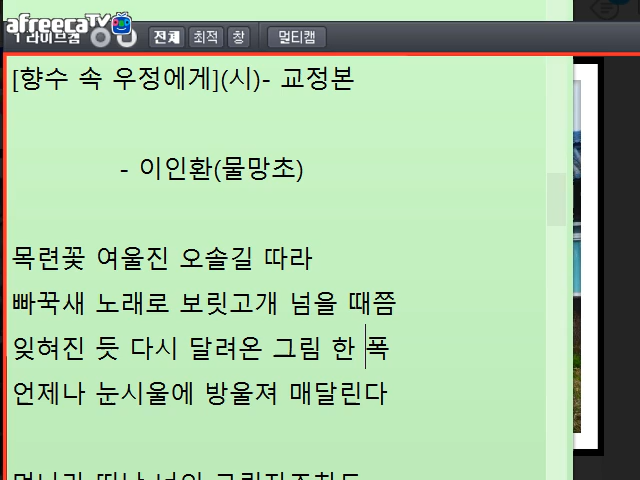 afreecaTV
1 라이브캠
전체 최적 창 멀티캠
[향수 속 우정에게](시)- 교정본
- 이인환(물망초)
목련꽃 여울진 오솔길 따라
빠꾹새 노래로 보릿고개 넘을 때쯤
잊혀진 듯 다시 달려온 그림 한 폭
언제나 눈시울에 방울져 매달린다